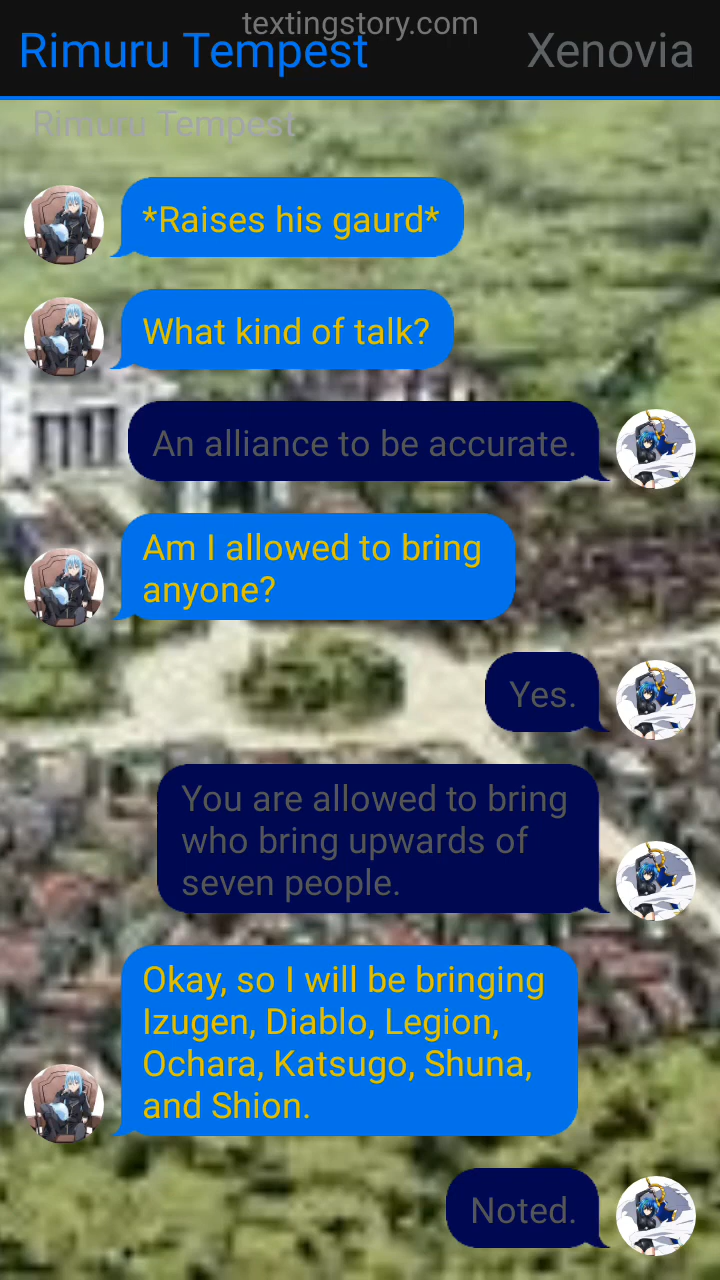 textingstory.com
Rimuru Tempest
Xenovia
Rimuru Tempest
*Raises his gaurd*
What kind of talk?
An alliance to be accurate.
Am I allowed to bring
anyone?
Yes.
You are allowed to bring
who bring upwards of
seven people.
Okay, so I will be bringing
Izugen, Diablo, Legion,
Ochara, Katsugo, Shuna,
and Shion.
Noted.